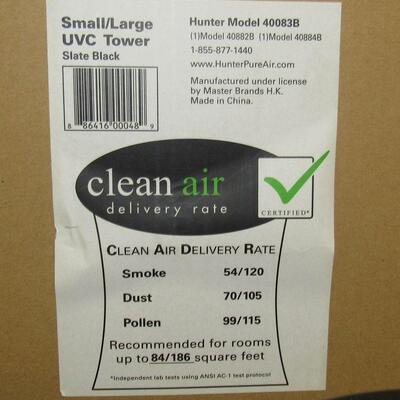 Small/Large
UVC Tower
Slate Black
8 86416 00048 9
Hunter Model 40083B
(1)Model 40882B (1)Model 40884B
1-855-877-1440
www.HunterPureAir.com
Manufactured under license
by Master Brands H.K.
Made in China.
clean air
delivery rate
CERTIFIED*
CLEAN AIR DELIVERY RATE
Smoke 54/120
Dust 70/105
Pollen 99/115
Recommended for rooms
up to 84/186 square feet
*Independent lab tests using ANSI AC-1 test protocol